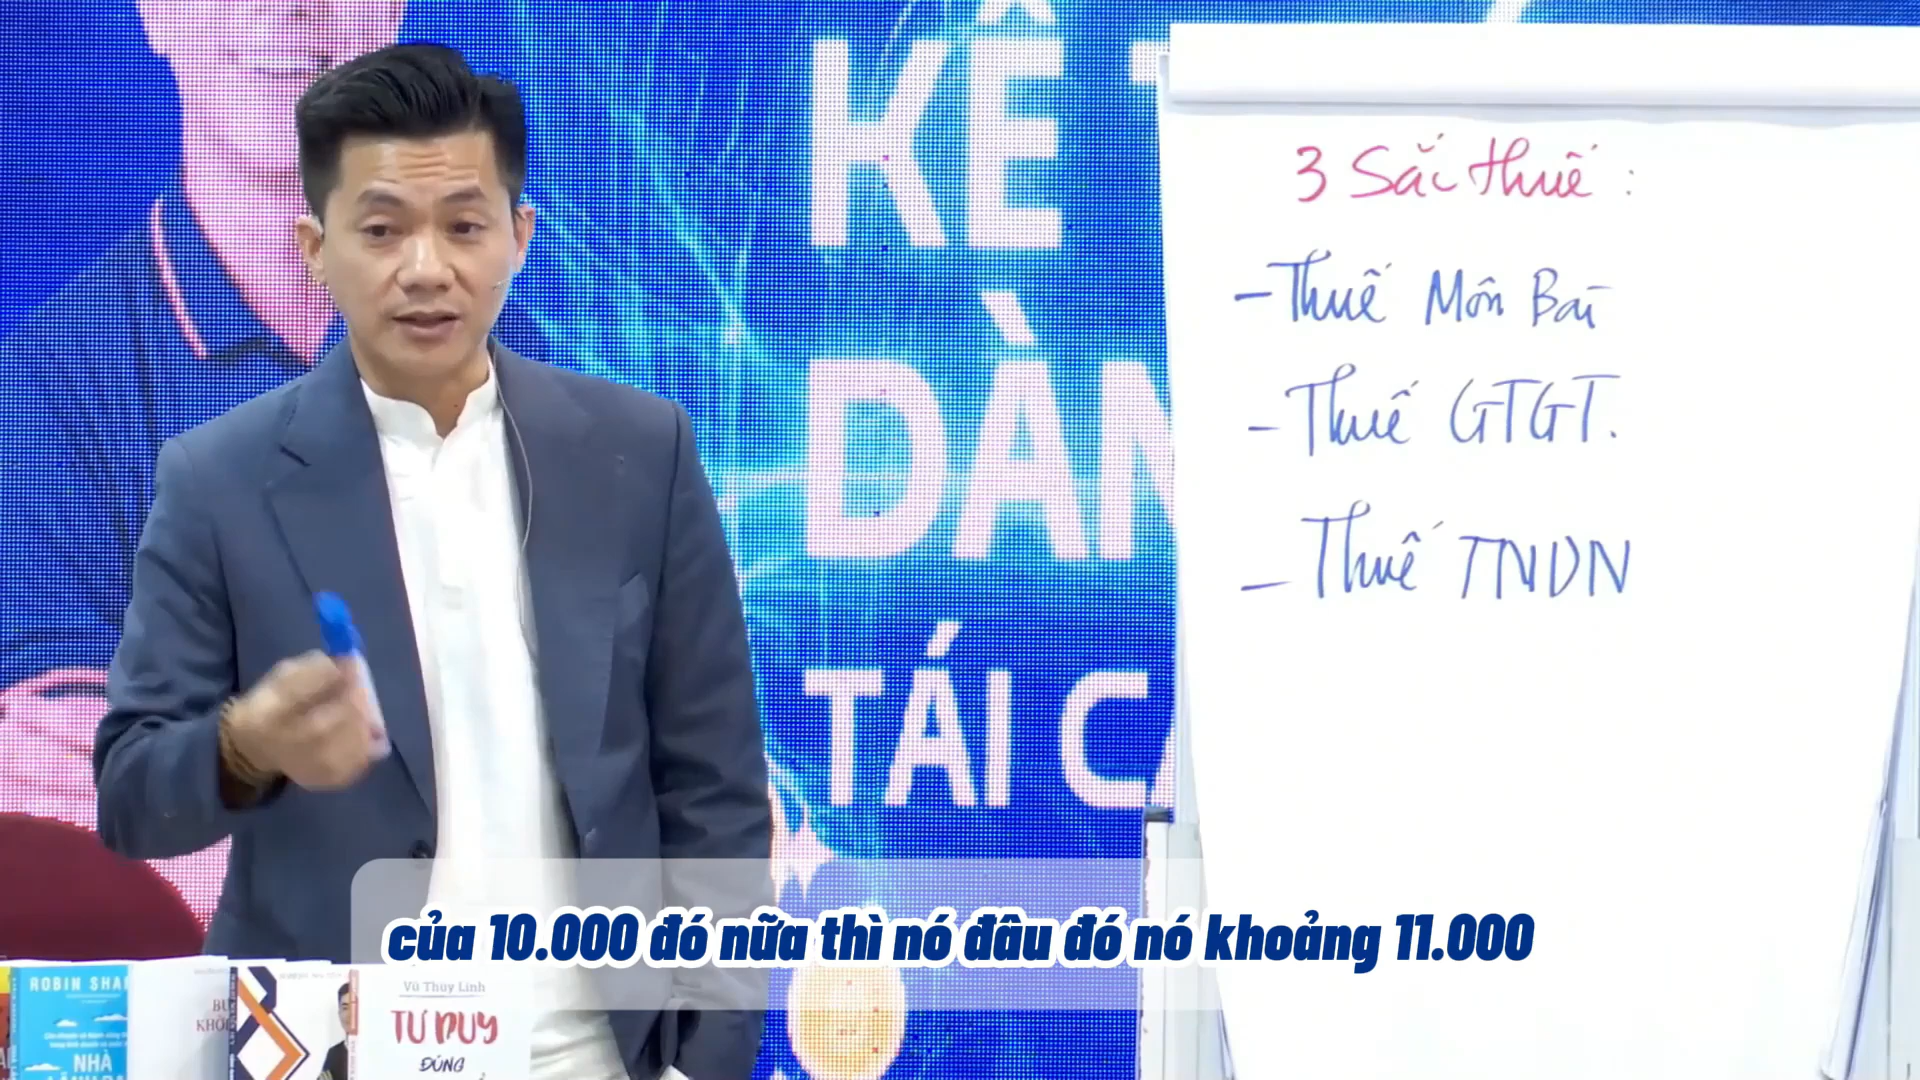 KẾ
DÀN
TÁI C
3 Sắc thuế :
- Thuế Môn Bài
- Thuế GTGT.
- Thuế TNDN
của 10.000 đó nữa thì nó đâu đó nó khoảng 11.000
ROBIN SHA
NHÀ
Vũ Thùy Linh
TƯ DUY
ĐÚNG